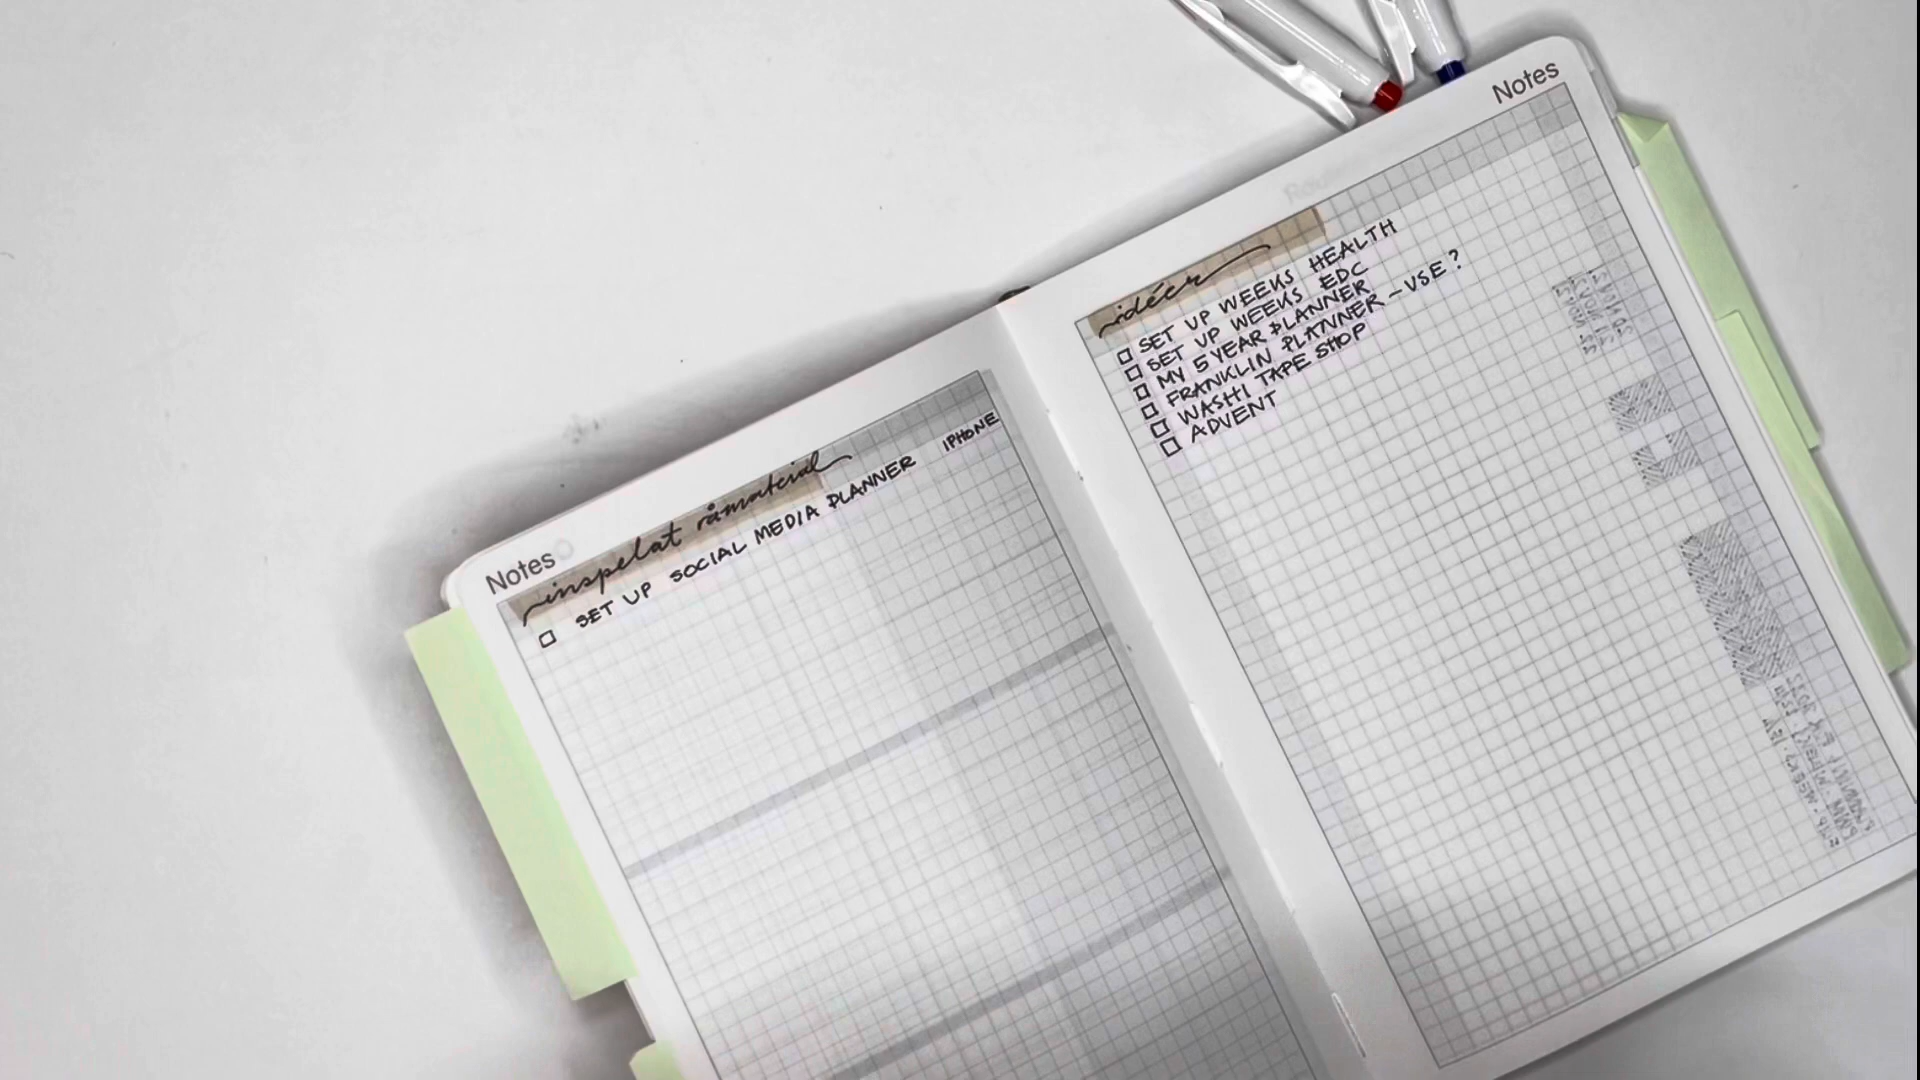 Notes
inspelat råmaterial
SET UP SOCIAL MEDIA PLANNER IPHONE
Notes
idéer
SET UP WEEKS HEALTH
SET UP WEEKS EDC
MY 5 YEAR PLANNER
FRANKLIN PLANNER - USE?
WASHI TAPE SHOP
ADVENT